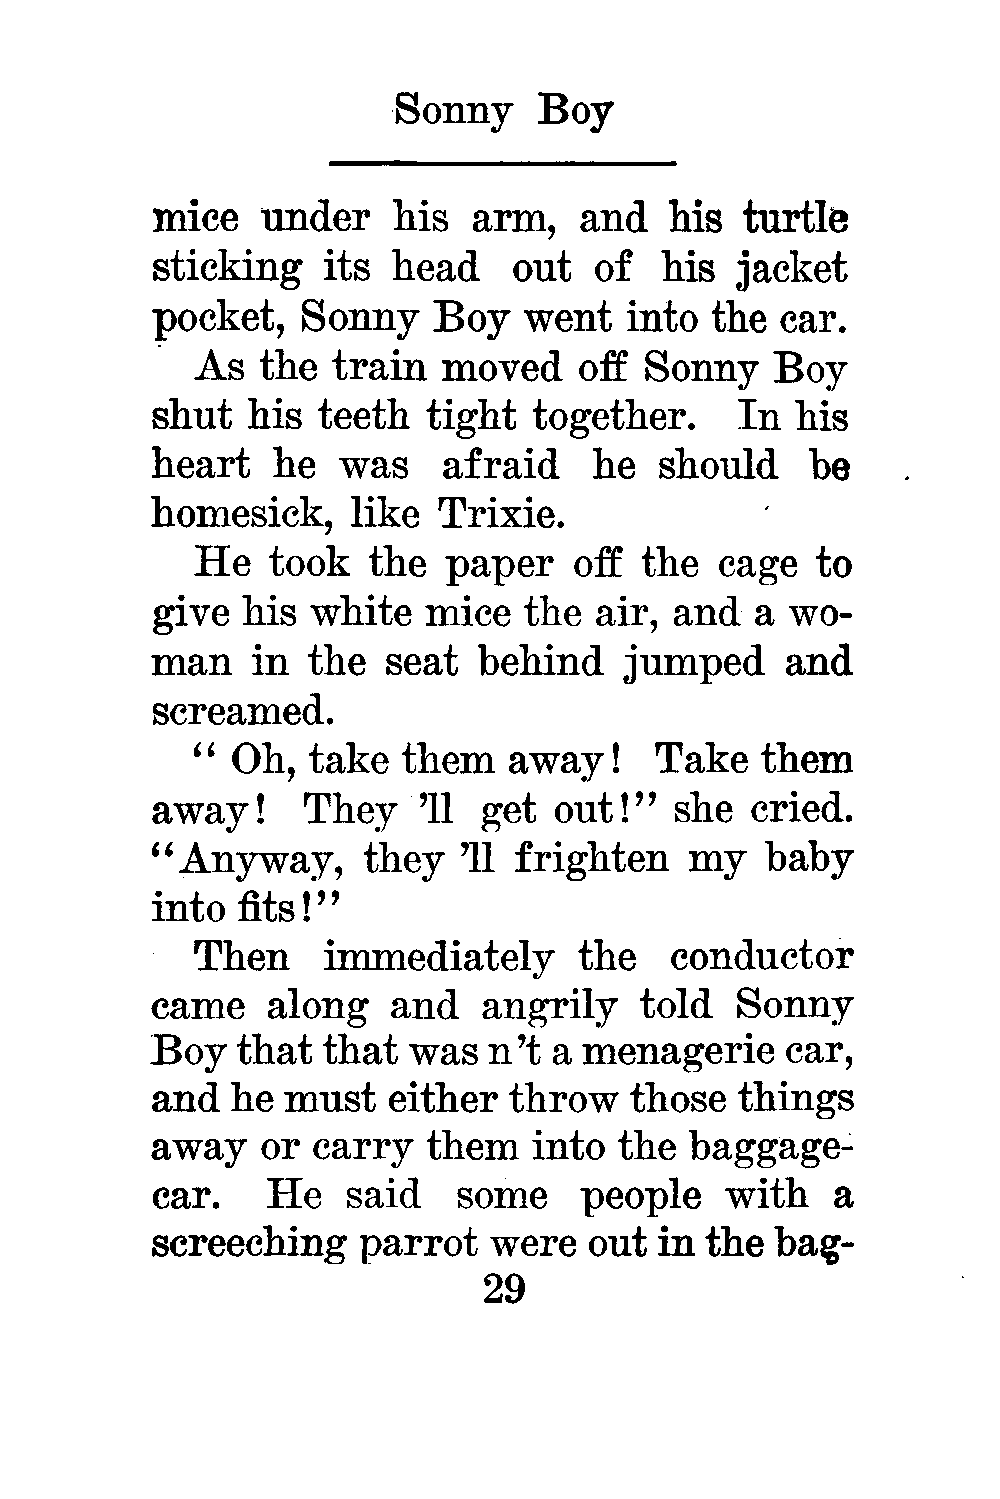 Sonny Boy
mice under his arm, and his turtle
sticking its head out of his jacket
pocket, Sonny Boy went into the car.
As the train moved off Sonny Boy
shut his teeth tight together. In his
heart he was afraid he should be
homesick, like Trixie.
He took the paper off the cage to
give his white mice the air, and a wo-
man in the seat behind jumped and
screamed.
“ Oh, take them away! Take them
away! They ’ll get out!” she cried.
“Anyway, they ’ll frighten my baby
into fits!”
Then immediately the conductor
came along and angrily told Sonny
Boy that that was n’t a menagerie car,
and he must either throw those things
away or carry them into the baggage-
car. He said some people with a
screeching parrot were out in the bag-
29